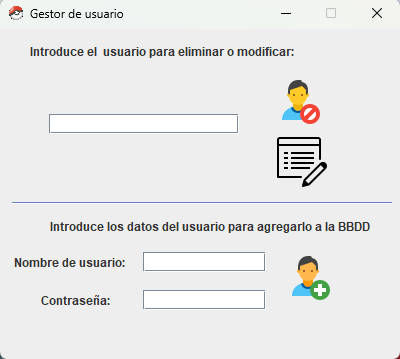 Gestor de usuario
Introduce el  usuario para eliminar o modificar:
Introduce los datos del usuario para agregarlo a la BBDD
Nombre de usuario:
Contraseña: